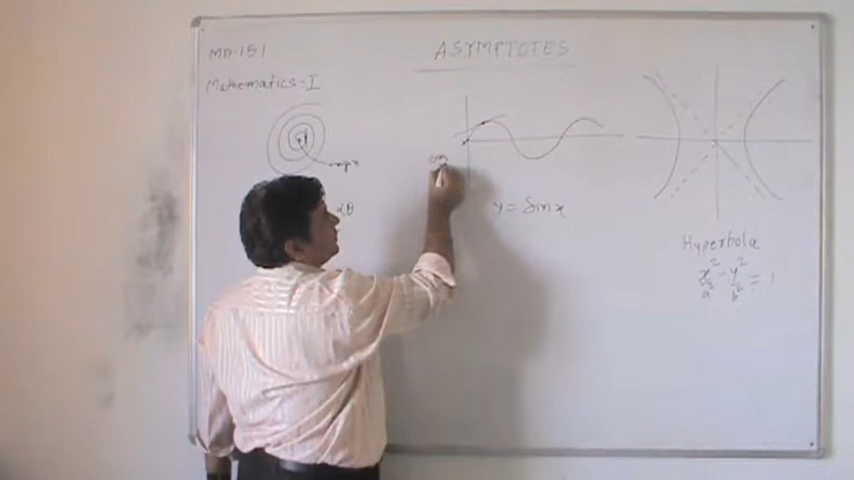 MA-151
ASYMPTOTES
Mathematics-I
y = Sin x
Hyperbola
x²/a² - y²/b² = 1